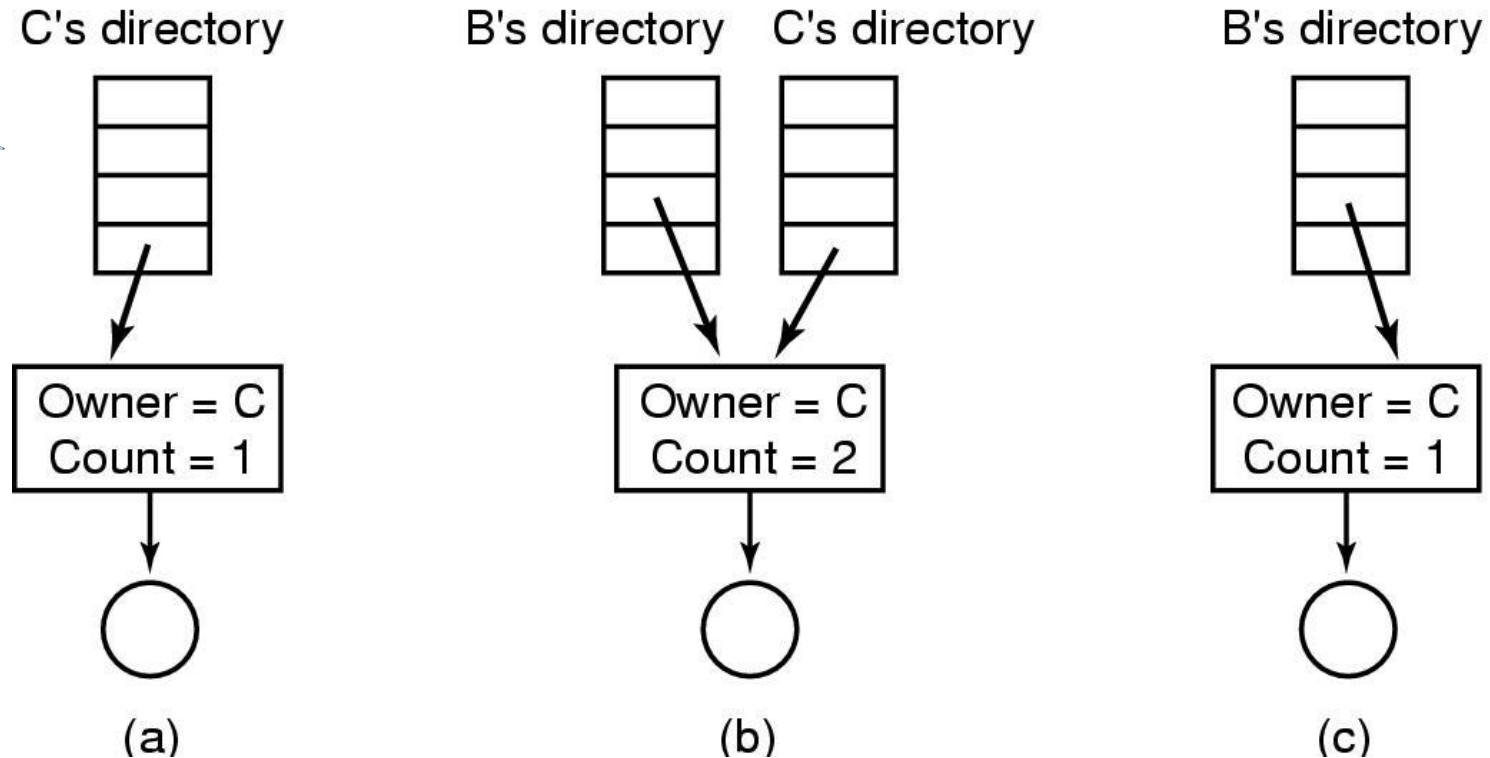 C's directory
B's directory
C's directory
B's directory
Owner = C
Count = 1
Owner = C
Count = 2
Owner = C
Count = 1
(a)
(b)
(c)